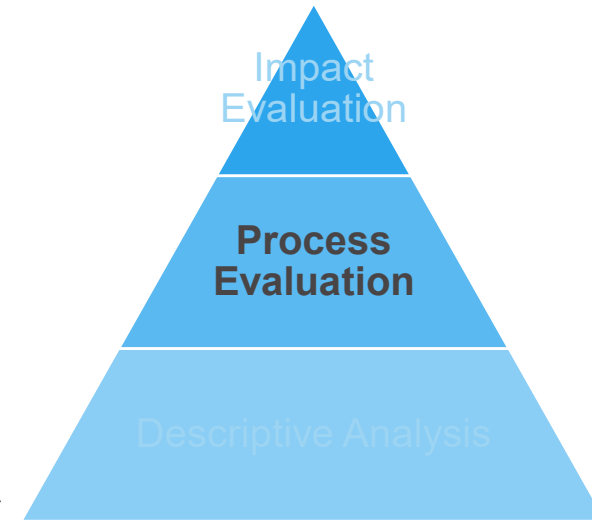 Impact
Evaluation
Process
Evaluation
Descriptive Analysis